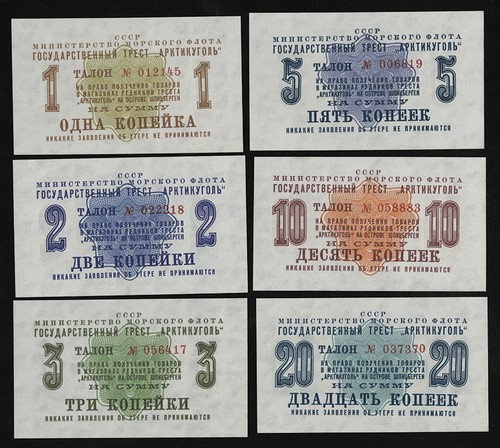 СССР
МИНИСТЕРСТВО МОРСКОГО ФЛОТА
ГОСУДАРСТВЕННЫЙ ТРЕСТ „АРКТИКУГОЛЬ"
ТАЛОН № 012145
1 НА ПРАВО ПОЛУЧЕНИЯ ТОВАРОВ 1
В МАГАЗИНАХ РУДНИКОВ ТРЕСТА
„АРКТИКУГОЛЬ" НА ОСТРОВЕ ШПИЦБЕРГЕН
НА СУММУ
ОДНА КОПЕЙКА
НИКАКИЕ ЗАЯВЛЕНИЯ ОБ УТЕРЕ НЕ ПРИНИМАЮТСЯ
СССР
МИНИСТЕРСТВО МОРСКОГО ФЛОТА
ГОСУДАРСТВЕННЫЙ ТРЕСТ „АРКТИКУГОЛЬ"
ТАЛОН № 006819
5 НА ПРАВО ПОЛУЧЕНИЯ ТОВАРОВ 5
В МАГАЗИНАХ РУДНИКОВ ТРЕСТА
„АРКТИКУГОЛЬ" НА ОСТРОВЕ ШПИЦБЕРГЕН
НА СУММУ
ПЯТЬ КОПЕЕК
НИКАКИЕ ЗАЯВЛЕНИЯ ОБ УТЕРЕ НЕ ПРИНИМАЮТСЯ
СССР
МИНИСТЕРСТВО МОРСКОГО ФЛОТА
ГОСУДАРСТВЕННЫЙ ТРЕСТ „АРКТИКУГОЛЬ"
ТАЛОН № 022218
2 НА ПРАВО ПОЛУЧЕНИЯ ТОВАРОВ 2
В МАГАЗИНАХ РУДНИКОВ ТРЕСТА
„АРКТИКУГОЛЬ" НА ОСТРОВЕ ШПИЦБЕРГЕН
НА СУММУ
ДВЕ КОПЕЙКИ
НИКАКИЕ ЗАЯВЛЕНИЯ ОБ УТЕРЕ НЕ ПРИНИМАЮТСЯ
СССР
МИНИСТЕРСТВО МОРСКОГО ФЛОТА
ГОСУДАРСТВЕННЫЙ ТРЕСТ „АРКТИКУГОЛЬ"
ТАЛОН № 058883
10 НА ПРАВО ПОЛУЧЕНИЯ ТОВАРОВ 10
В МАГАЗИНАХ РУДНИКОВ ТРЕСТА
„АРКТИКУГОЛЬ" НА ОСТРОВЕ ШПИЦБЕРГЕН
НА СУММУ
ДЕСЯТЬ КОПЕЕК
НИКАКИЕ ЗАЯВЛЕНИЯ ОБ УТЕРЕ НЕ ПРИНИМАЮТСЯ
СССР
МИНИСТЕРСТВО МОРСКОГО ФЛОТА
ГОСУДАРСТВЕННЫЙ ТРЕСТ „АРКТИКУГОЛЬ"
ТАЛОН № 056417
3 НА ПРАВО ПОЛУЧЕНИЯ ТОВАРОВ 3
В МАГАЗИНАХ РУДНИКОВ ТРЕСТА
„АРКТИКУГОЛЬ" НА ОСТРОВЕ ШПИЦБЕРГЕН
НА СУММУ
ТРИ КОПЕЙКИ
НИКАКИЕ ЗАЯВЛЕНИЯ ОБ УТЕРЕ НЕ ПРИНИМАЮТСЯ
СССР
МИНИСТЕРСТВО МОРСКОГО ФЛОТА
ГОСУДАРСТВЕННЫЙ ТРЕСТ „АРКТИКУГОЛЬ"
ТАЛОН № 037370
20 НА ПРАВО ПОЛУЧЕНИЯ ТОВАРОВ 20
В МАГАЗИНАХ РУДНИКОВ ТРЕСТА
„АРКТИКУГОЛЬ" НА ОСТРОВЕ ШПИЦБЕРГЕН
НА СУММУ
ДВАДЦАТЬ КОПЕЕК
НИКАКИЕ ЗАЯВЛЕНИЯ ОБ УТЕРЕ НЕ ПРИНИМАЮТСЯ